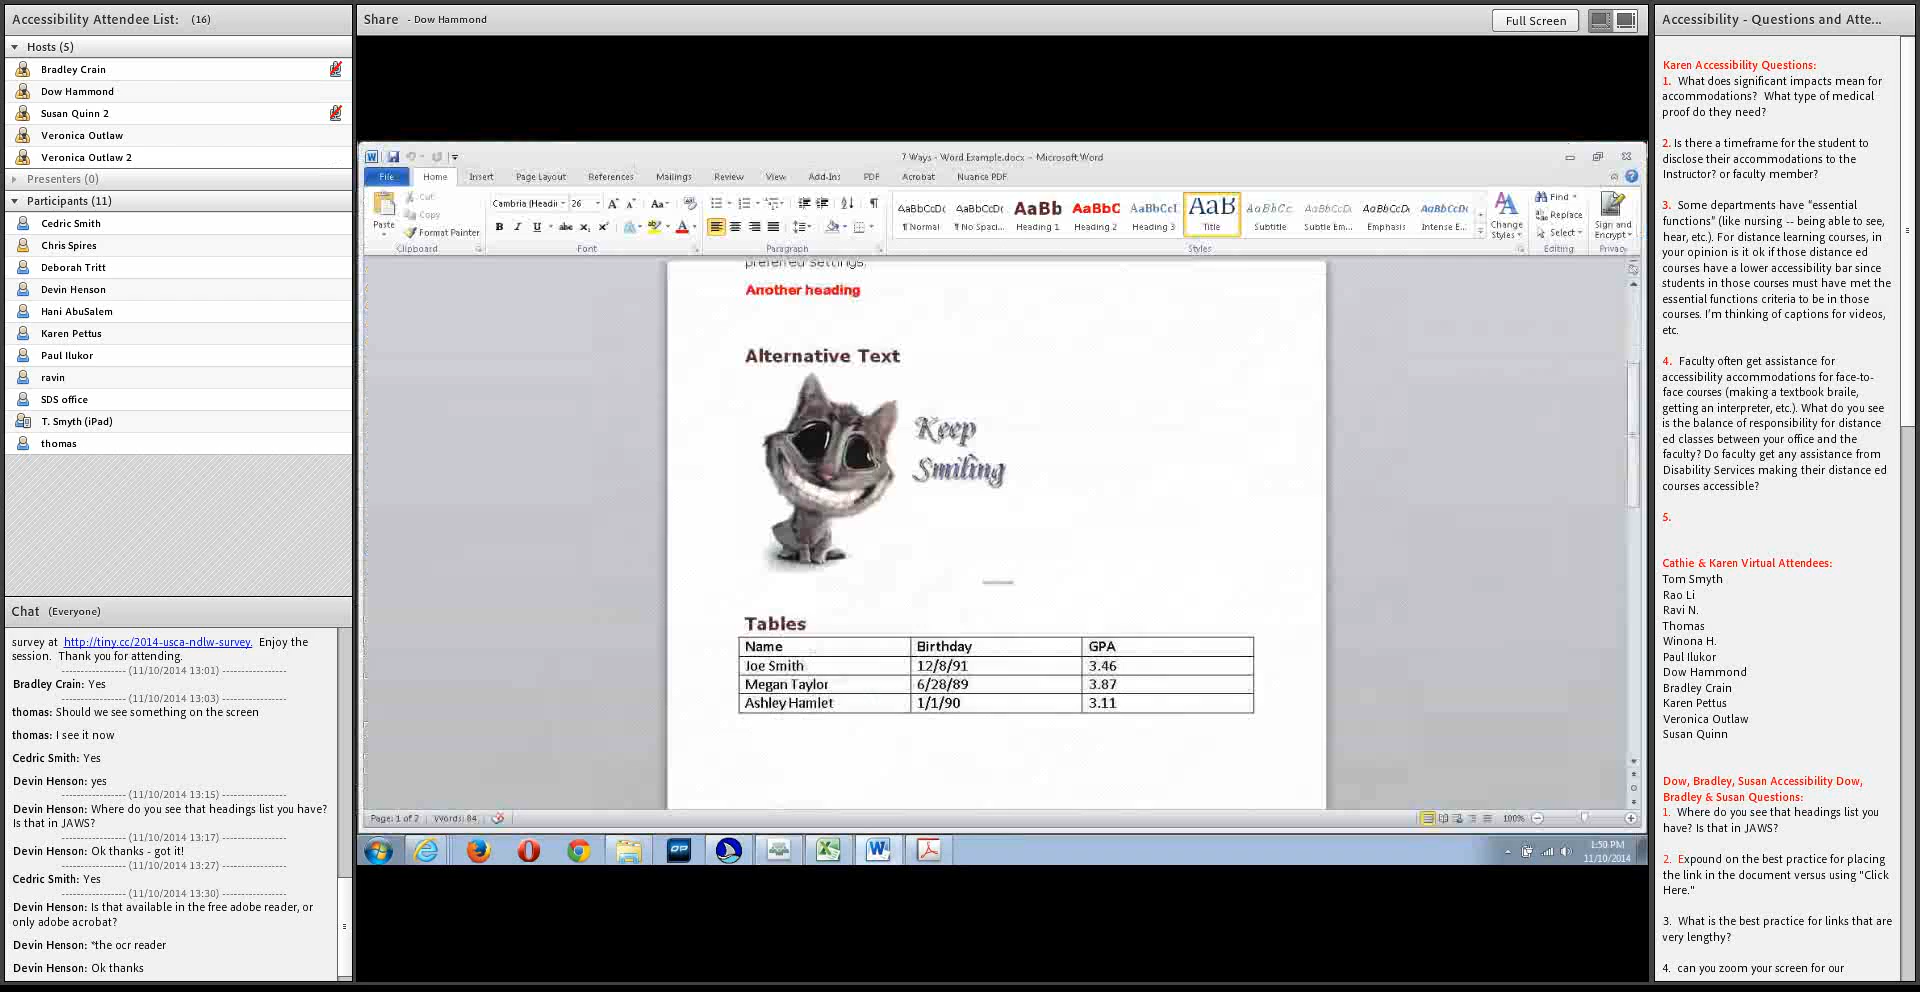 Accessibility Attendee List: (16)
Hosts (5)
Bradley Crain
Dow Hammond
Susan Quinn 2
Veronica Outlaw
Veronica Outlaw 2
Presenters (0)
Participants (11)
Cedric Smith
Chris Spires
Deborah Tritt
Devin Henson
Hani AbuSalem
Karen Pettus
Paul Ilukor
ravin
SDS office
T. Smyth (iPad)
thomas
Chat (Everyone)
survey at http://tiny.cc/2014-usca-ndlw-survey. Enjoy the
session. Thank you for attending.
------------------ (11/10/2014 13:01) ------------------
Bradley Crain: Yes
------------------ (11/10/2014 13:03) ------------------
thomas: Should we see something on the screen
thomas: I see it now
Cedric Smith: Yes
Devin Henson: yes
------------------ (11/10/2014 13:15) ------------------
Devin Henson: Where do you see that headings list you have?
Is that in JAWS?
------------------ (11/10/2014 13:17) ------------------
Devin Henson: Ok thanks - got it!
------------------ (11/10/2014 13:27) ------------------
Cedric Smith: Yes
------------------ (11/10/2014 13:30) ------------------
Devin Henson: Is that available in the free adobe reader, or
only adobe acrobat?
Devin Henson: *the ocr reader
Devin Henson: Ok thanks
Share - Dow Hammond
Full Screen
7 Ways - Word Example.docx - Microsoft Word
File Home Insert Page Layout References Mailings Review View Add-Ins PDF Acrobat Nuance PDF
Paste
Cut
Copy
Format Painter
Clipboard
Cambria (Headi 26
B I U abc X₂ X²
Font
Paragraph
AaBbCcDc AaBbCcDc AaBb AaBbC AaBbCcI AaB AaBbCc AaBbCcDc AaBbCcDc AaBbCcDc
¶ Normal ¶ No Spaci... Heading 1 Heading 2 Heading 3 Title Subtitle Subtle Em... Emphasis Intense E...
Styles
Change
Styles
Find
Replace
Select
Editing
Sign and
Encrypt
Privacy
preferred settings.
Another heading
Alternative Text
Keep
Smiling
Tables
Name Birthday GPA
Joe Smith 12/8/91 3.46
Megan Taylor 6/28/89 3.87
Ashley Hamlet 1/1/90 3.11
Page: 1 of 2 Words: 84
100%
OP
1:50 PM
11/10/2014
Accessibility - Questions and Atte...
Karen Accessibility Questions:
1. What does significant impacts mean for
accommodations? What type of medical
proof do they need?
2. Is there a timeframe for the student to
disclose their accommodations to the
Instructor? or faculty member?
3. Some departments have "essential
functions" (like nursing -- being able to see,
hear, etc.). For distance learning courses, in
your opinion is it ok if those distance ed
courses have a lower accessibility bar since
students in those courses must have met the
essential functions criteria to be in those
courses. I'm thinking of captions for videos,
etc.
4. Faculty often get assistance for
accessibility accommodations for face-to-
face courses (making a textbook braile,
getting an interpreter, etc.). What do you see
is the balance of responsibility for distance
ed classes between your office and the
faculty? Do faculty get any assistance from
Disability Services making their distance ed
courses accessible?
5.
Cathie & Karen Virtual Attendees:
Tom Smyth
Rao Li
Ravi N.
Thomas
Winona H.
Paul Ilukor
Dow Hammond
Bradley Crain
Karen Pettus
Veronica Outlaw
Susan Quinn
Dow, Bradley, Susan Accessibility Dow,
Bradley & Susan Questions:
1. Where do you see that headings list you
have? Is that in JAWS?
2. Expound on the best practice for placing
the link in the document versus using "Click
Here."
3. What is the best practice for links that are
very lengthy?
4. can you zoom your screen for our